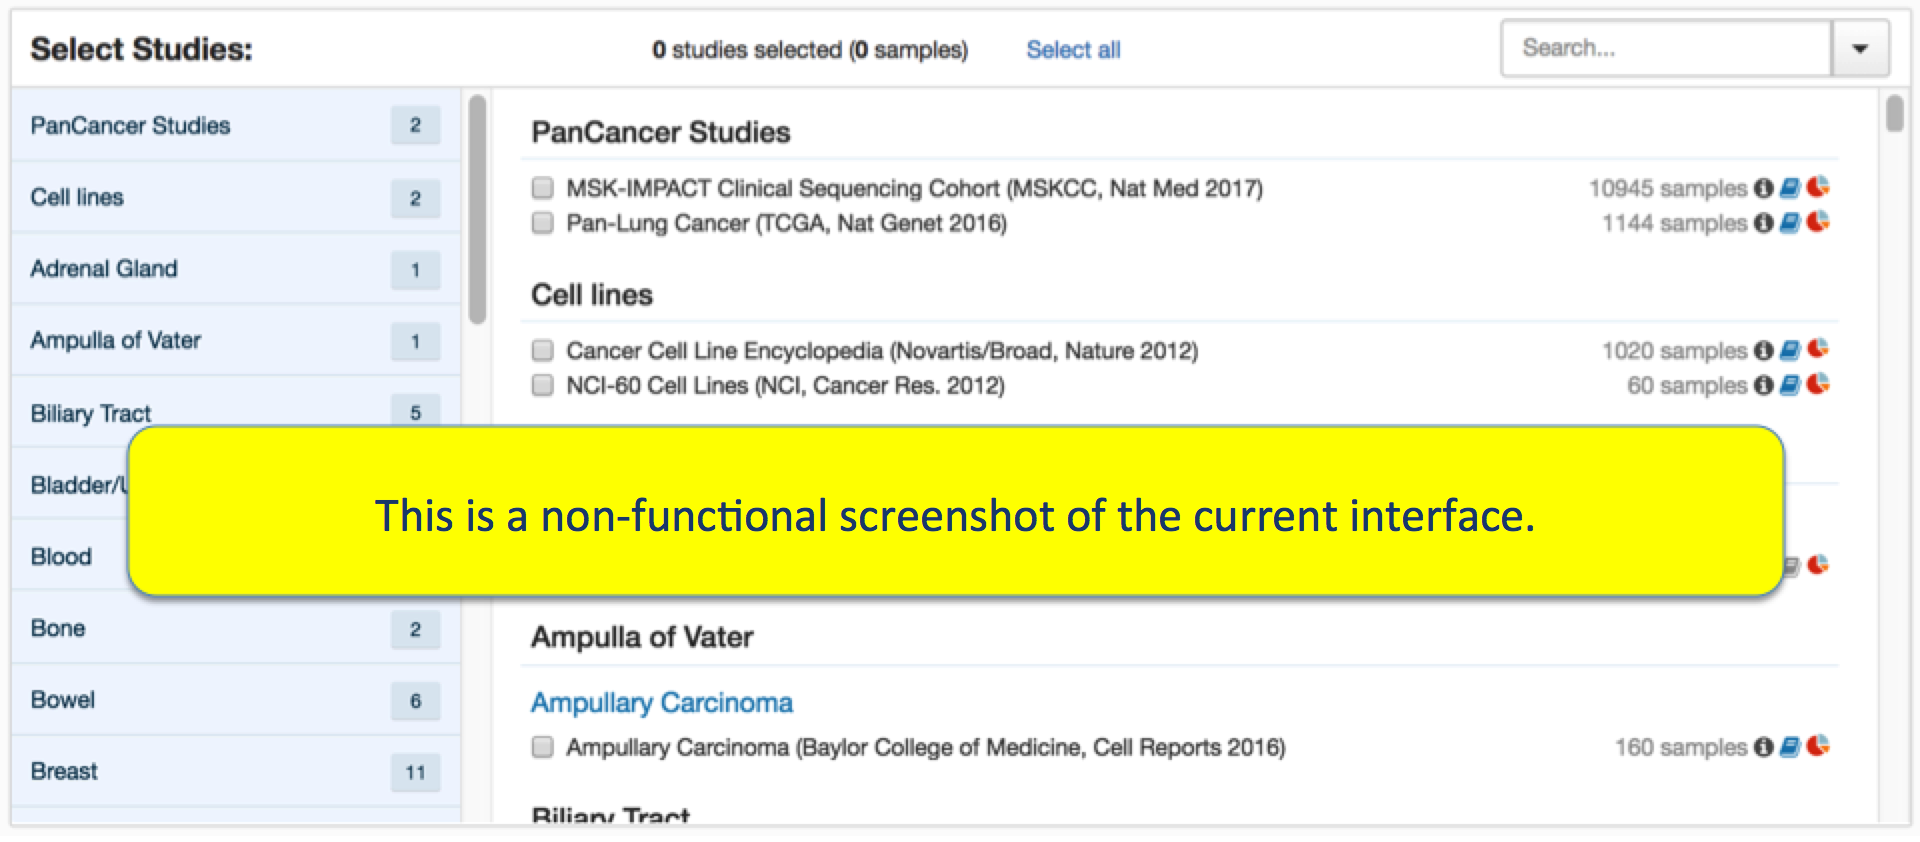 Select Studies:
0 studies selected (0 samples) Select all
Search...
PanCancer Studies 2
Cell lines 2
Adrenal Gland 1
Ampulla of Vater 1
Biliary Tract 5
Bladder/
Blood
Bone 2
Bowel 6
Breast 11
PanCancer Studies
MSK-IMPACT Clinical Sequencing Cohort (MSKCC, Nat Med 2017) 10945 samples
Pan-Lung Cancer (TCGA, Nat Genet 2016) 1144 samples
Cell lines
Cancer Cell Line Encyclopedia (Novartis/Broad, Nature 2012) 1020 samples
NCI-60 Cell Lines (NCI, Cancer Res. 2012) 60 samples
This is a non-functional screenshot of the current interface.
Ampulla of Vater
Ampullary Carcinoma
Ampullary Carcinoma (Baylor College of Medicine, Cell Reports 2016) 160 samples
Biliary Tract